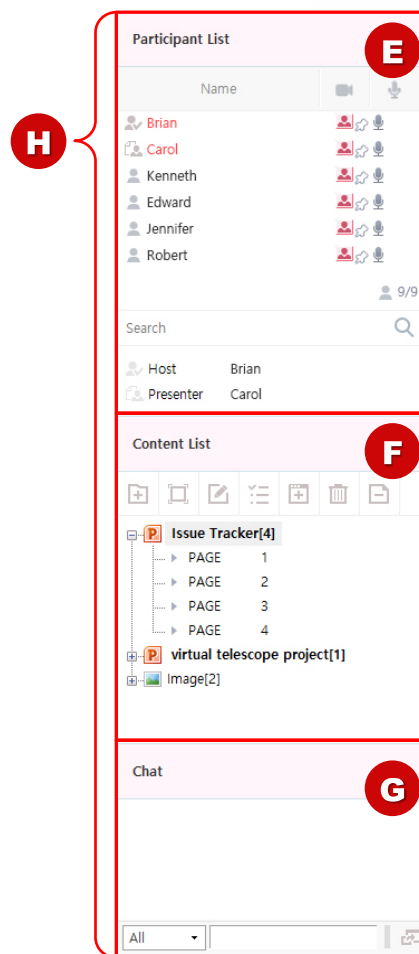 Participant List
E
Name
H
Brian
Carol
Kenneth
Edward
Jennifer
Robert
9/9
Search
Host Brian
Presenter Carol
Content List
F
Issue Tracker[4]
PAGE 1
PAGE 2
PAGE 3
PAGE 4
virtual telescope project[1]
Image[2]
Chat
G
All